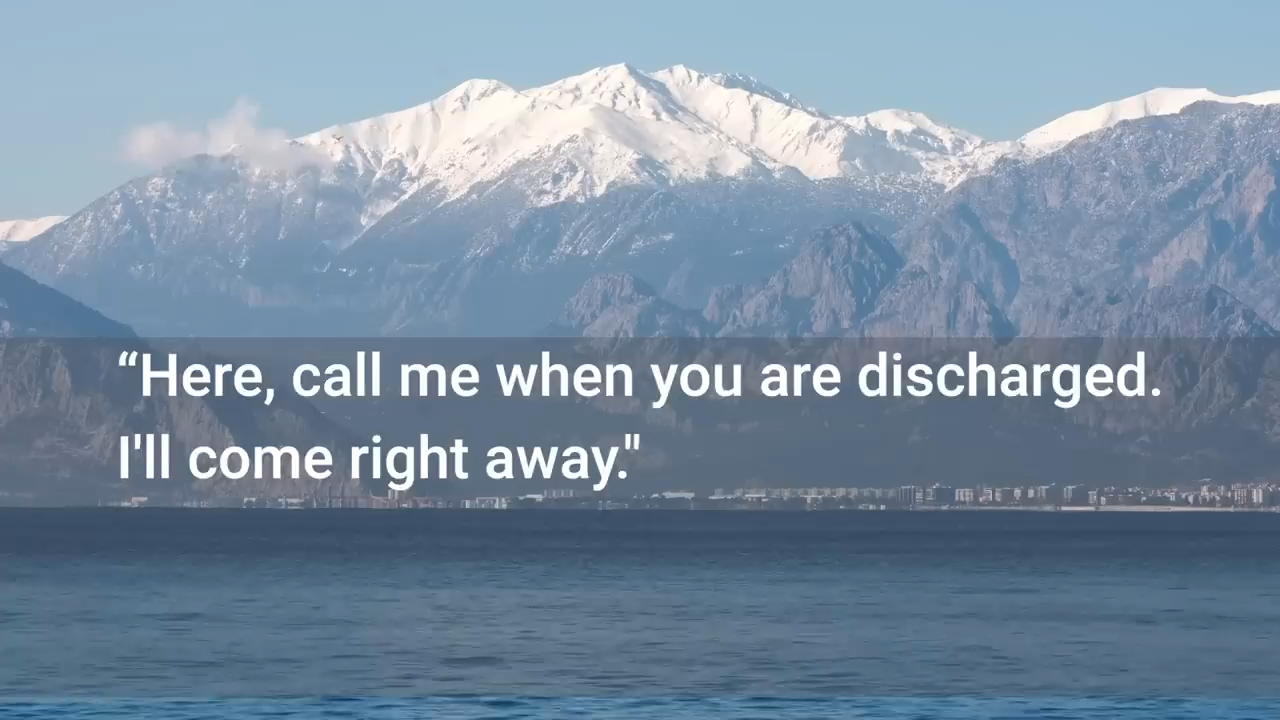 “Here, call me when you are discharged.
I'll come right away."